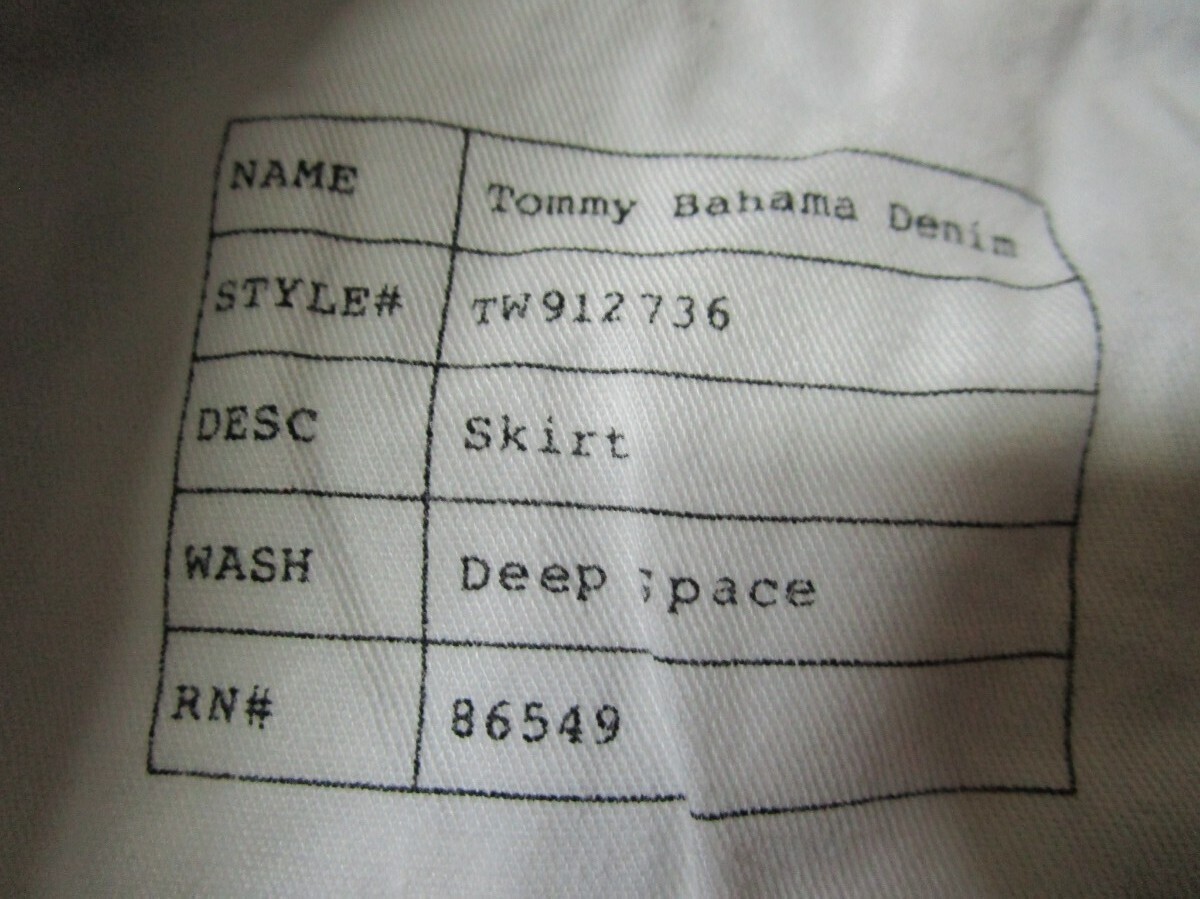 NAME Tommy Bahama Denim
STYLE# TW912736
DESC Skirt
WASH Deep Space
RN# 86549